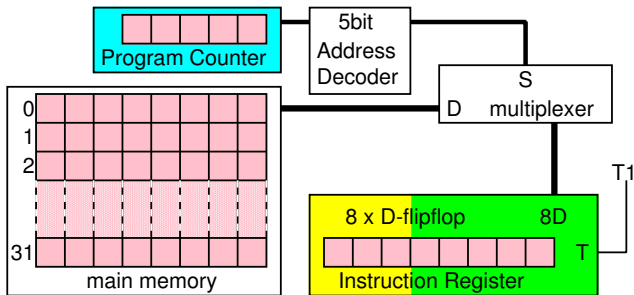 Program Counter
5bit
Address
Decoder
S
D multiplexer
0
1
2
31
main memory
T1
8 x D-flipflop 8D
T
Instruction Register